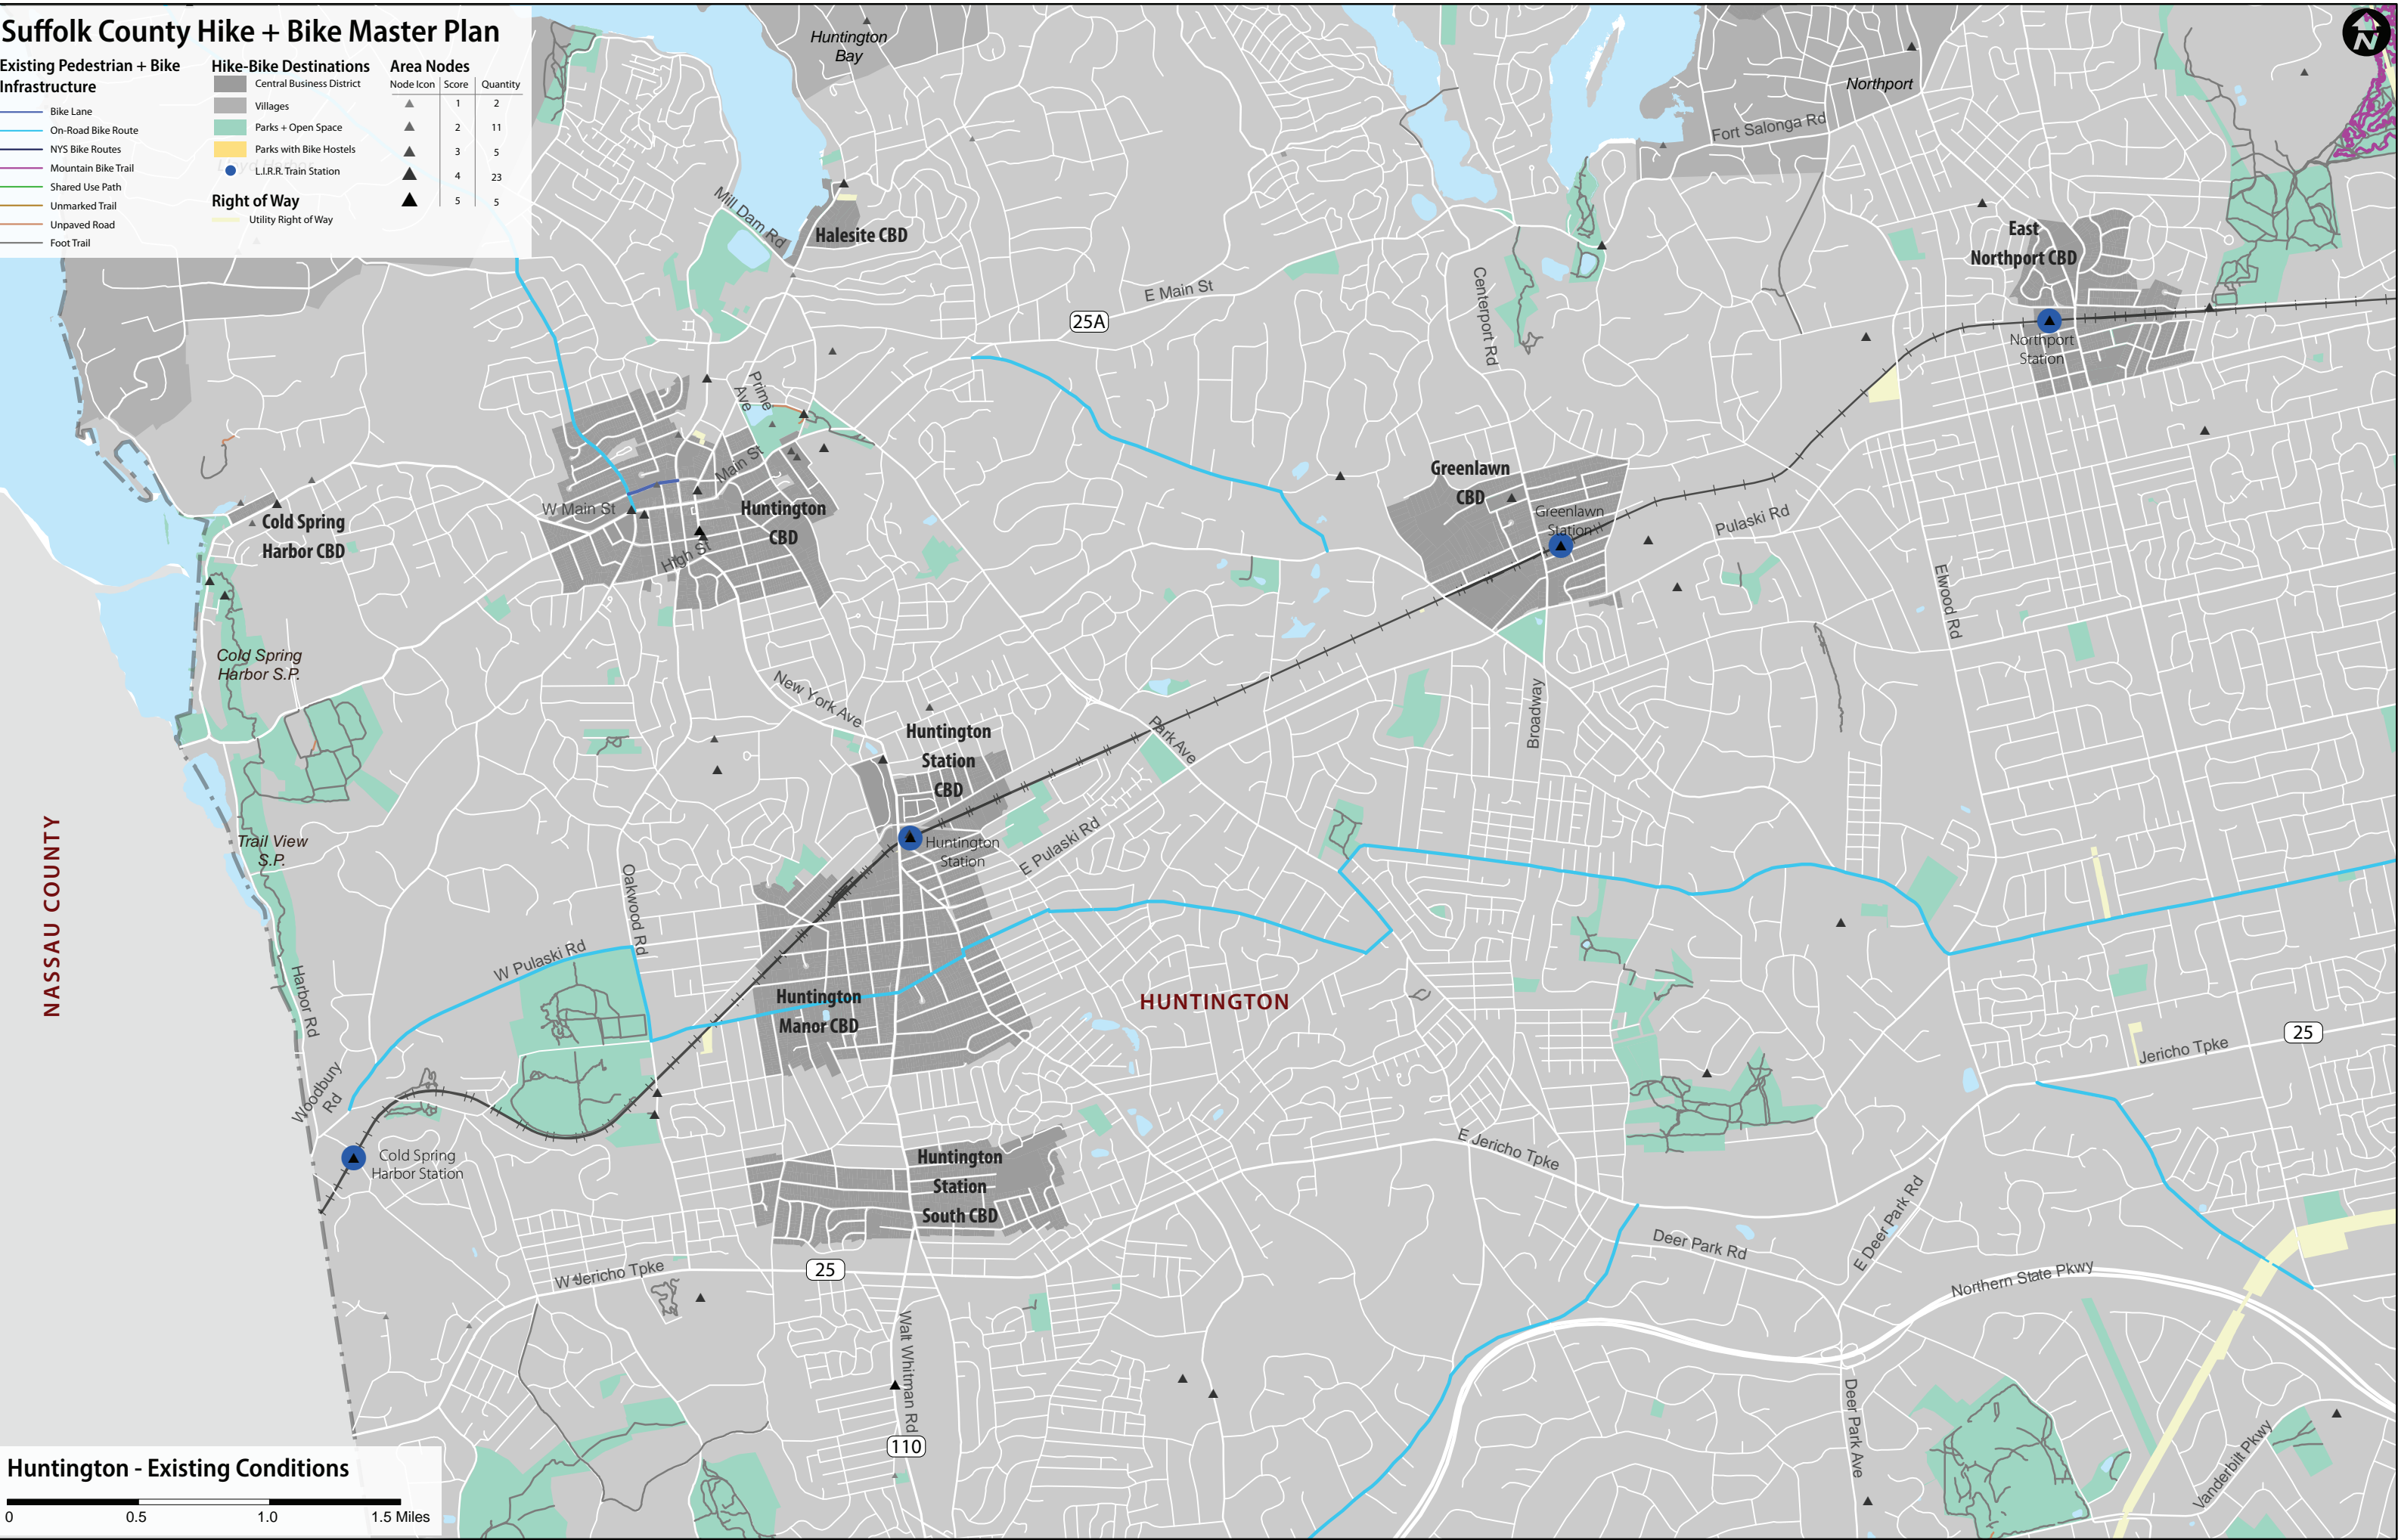 Suffolk County Hike + Bike Master Plan
Existing Pedestrian + Bike
Infrastructure
Bike Lane
On-Road Bike Route
NYS Bike Routes
Mountain Bike Trail
Shared Use Path
Unmarked Trail
Unpaved Road
Foot Trail
Hike-Bike Destinations
Central Business District
Villages
Parks + Open Space
Parks with Bike Hostels
L.I.R.R. Train Station
Right of Way
Utility Right of Way
Area Nodes
Node Icon Score Quantity
1 2
2 11
3 5
4 23
5 5
Lloyd Harbor
Huntington
Bay
Northport
N
Fort Salonga Rd
Mill Dam Rd
Halesite CBD
East
Northport CBD
E Main St
25A
Centerport Rd
Northport
Station
Prime
Ave
Main St
W Main St
Huntington
CBD
High St
Greenlawn
CBD
Greenlawn
Station
Pulaski Rd
Cold Spring
Harbor CBD
Elwood Rd
Cold Spring
Harbor S.P.
New York Ave
Broadway
Park Ave
Huntington
Station
CBD
Huntington
Station
E Pulaski Rd
Trail View
S.P.
NASSAU COUNTY
Oakwood Rd
W Pulaski Rd
Harbor Rd
Huntington
Manor CBD
HUNTINGTON
25
Jericho Tpke
Woodbury
Rd
Cold Spring
Harbor Station
Huntington
Station
South CBD
E Jericho Tpke
Deer Park Rd
E Deer Park Rd
W Jericho Tpke
25
Northern State Pkwy
Walt Whitman Rd
110
Deer Park Ave
Vanderbilt Pkwy
Huntington - Existing Conditions
0 0.5 1.0 1.5 Miles